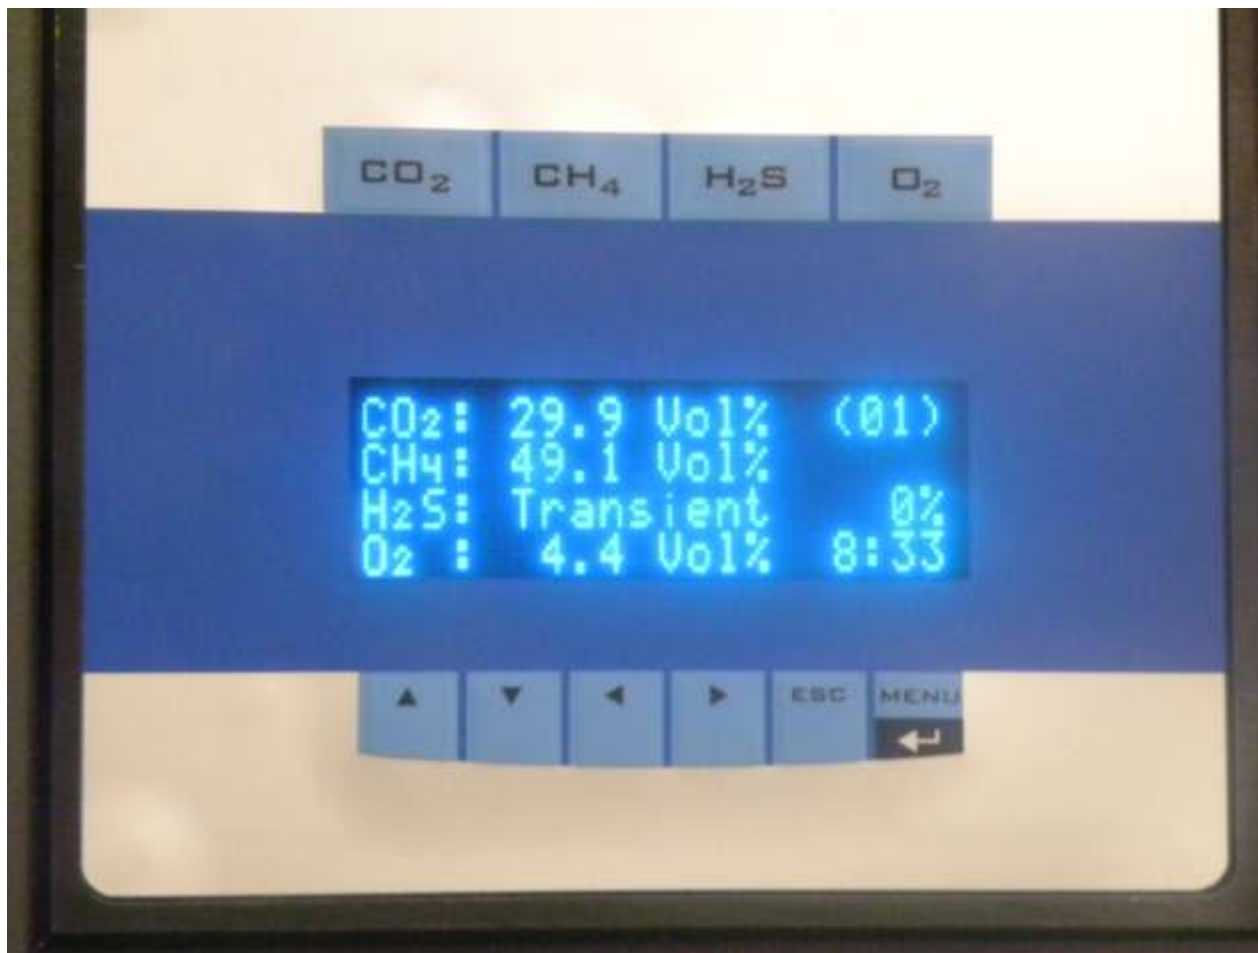 CO₂ CH₄ H₂S O₂
CO₂: 29.9 Vol% (01)
CH₄: 49.1 Vol%
H₂S: Transient 0%
O₂ : 4.4 Vol% 8:33
▲ ▼ ◀ ▶ ESC MENU